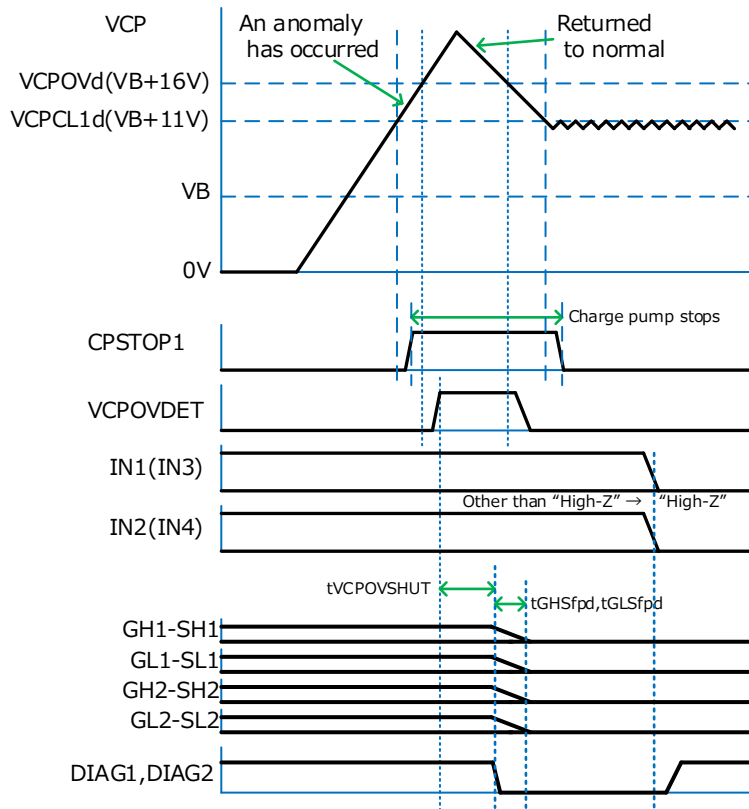 VCP
An anomaly
has occurred
Returned
to normal
VCPOVd(VB+16V)
VCPCL1d(VB+11V)
VB
0V
Charge pump stops
CPSTOP1
VCPOVDET
IN1(IN3)
Other than “High-Z” → “High-Z”
IN2(IN4)
tVCPOVSHUT
tGHSfpd,tGLSfpd
GH1-SH1
GL1-SL1
GH2-SH2
GL2-SL2
DIAG1,DIAG2